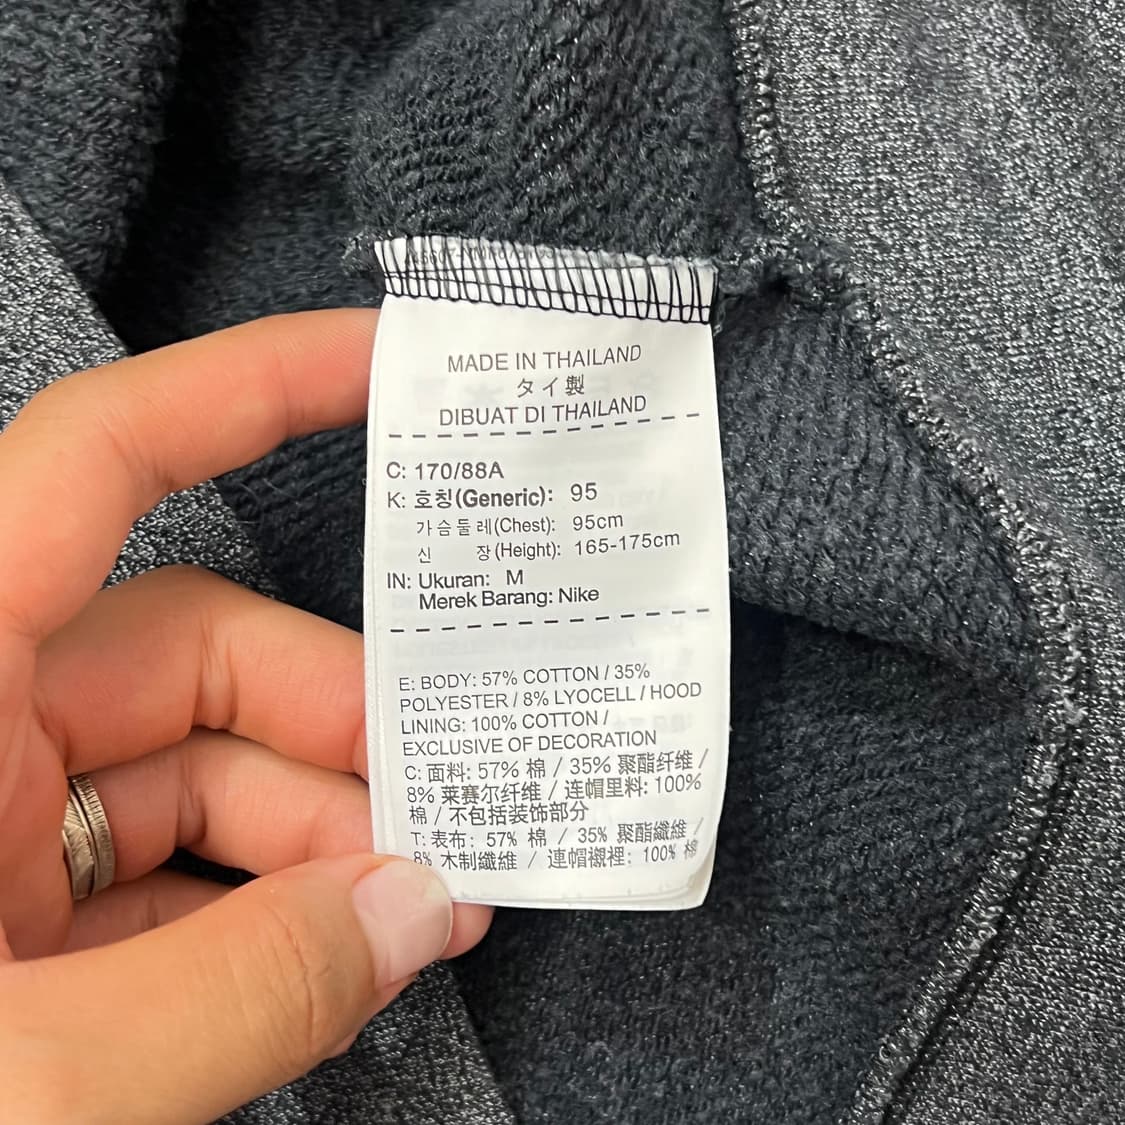 MADE IN THAILAND
タイ製
DIBUAT DI THAILAND
C: 170/88A
K: 호칭(Generic): 95
가슴둘레(Chest): 95cm
신 장(Height): 165-175cm
IN: Ukuran: M
Merek Barang: Nike
E: BODY: 57% COTTON / 35%
POLYESTER / 8% LYOCELL / HOOD
LINING: 100% COTTON /
EXCLUSIVE OF DECORATION
C: 面料: 57% 棉 / 35% 聚酯纤维 /
8% 莱赛尔纤维 / 连帽里料: 100%
棉 / 不包括装饰部分
T: 表布: 57% 棉 / 35% 聚酯纖維 /
8% 木制纖維 / 連帽襯裡: 100% 棉